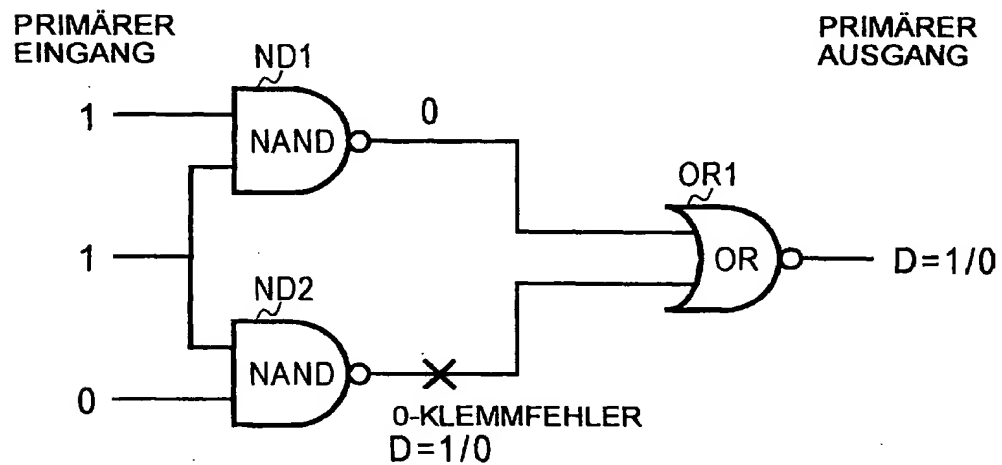 PRIMÄRER
EINGANG
PRIMÄRER
AUSGANG
ND1
1
NAND
0
OR1
1
OR
D=1/0
ND2
NAND
0
0-KLEMMFEHLER
D=1/0